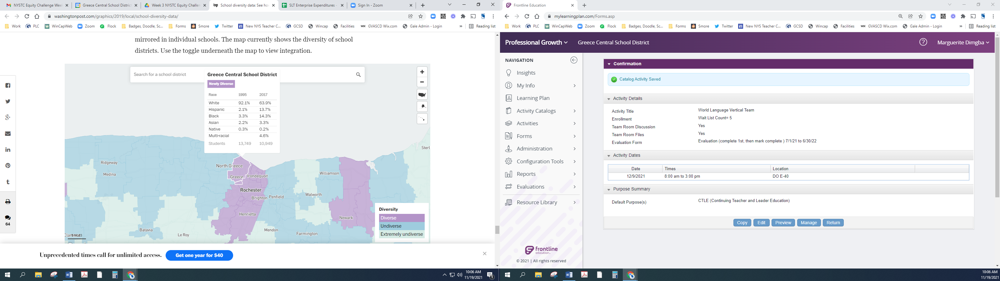 NYSTC Equity Challenge Week
Greece Central School District
Week 3 NYSTC Equity Challen
School diversity data: See how
SLT Enterprise Expenditures -
Sign In - Zoom
washingtonpost.com/graphics/2019/local/school-diversity-data/
Work PLC WinCapWeb Zoom Flock Badges, Doodle, Sc... Forms Smore Twitter New NYS Teacher C... GCSD Wincap Facilities GVASCD Wix.com Gale Admin - Login » Reading list
mirrored in individual schools. The map currently shows the diversity of school
districts. Use the toggle underneath the map to view integration.
Search for a school district
Greece Central School District
Newly Diverse
Race 1995 2017
White 92.1% 63.9%
Hispanic 2.1% 13.7%
Black 3.3% 14.3%
Asian 2.2% 3.3%
Native 0.3% 0.2%
Multi-racial 4.6%
Students 13,749 10,949
+
−
Sterl
Ridgeway
North Greece
Medina
Williamson
Greece Irondequoit
Rochester
Walworth
Brighton Penfield
Henrietta
Newark
Batavia
Le Roy
Mendon
Farmington
Diversity
Diverse
Undiverse
Extremely undiverse
64
Unprecedented times call for unlimited access.
Get one year for $40
10:06 AM
11/19/2021
Frontline Education
mylearningplan.com/Forms.asp
Work PLC WinCapWeb Zoom Flock Badges, Doodle, Sc... Forms Smore Twitter New NYS Teacher C... GCSD Wincap Facilities GVASCD Wix.com Gale Admin - Login » Reading list
Professional Growth
Greece Central School District
Marguerite Dimgba
NAVIGATION
Insights
My Info
Learning Plan
Activity Catalogs
Activities
Forms
Administration
Configuration Tools
Reports
Evaluations
Resource Library
frontline
education
© 2021 | All rights reserved
Confirmation
Catalog Activity Saved
Activity Details
Activity Title World Language Vertical Team
Enrollment Wait List Count= 5
Team Room Discussion Yes
Team Room Files Yes
Evaluation Form Evaluation (complete 1st, then mark complete ) 7/1/21 to 6/30/22
Activity Dates
Date Times Location
12/9/2021 8:00 am to 3:00 pm DO E-40
Purpose Summary
Default Purpose(s) CTLE (Continuing Teacher and Leader Education)
Copy Edit Preview Manage Return
10:06 AM
11/19/2021